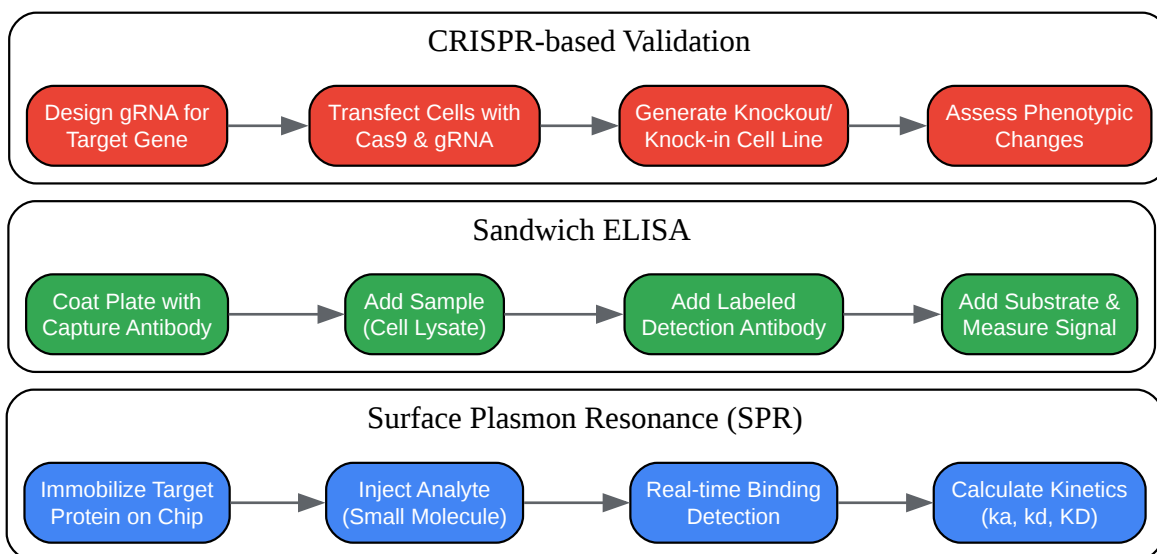 CRISPR-based Validation
Design gRNA for
Target Gene
Transfect Cells with
Cas9 & gRNA
Generate Knockout/
Knock-in Cell Line
Assess Phenotypic
Changes
Sandwich ELISA
Coat Plate with
Capture Antibody
Add Sample
(Cell Lysate)
Add Labeled
Detection Antibody
Add Substrate &
Measure Signal
Surface Plasmon Resonance (SPR)
Immobilize Target
Protein on Chip
Inject Analyte
(Small Molecule)
Real-time Binding
Detection
Calculate Kinetics
(ka, kd, KD)